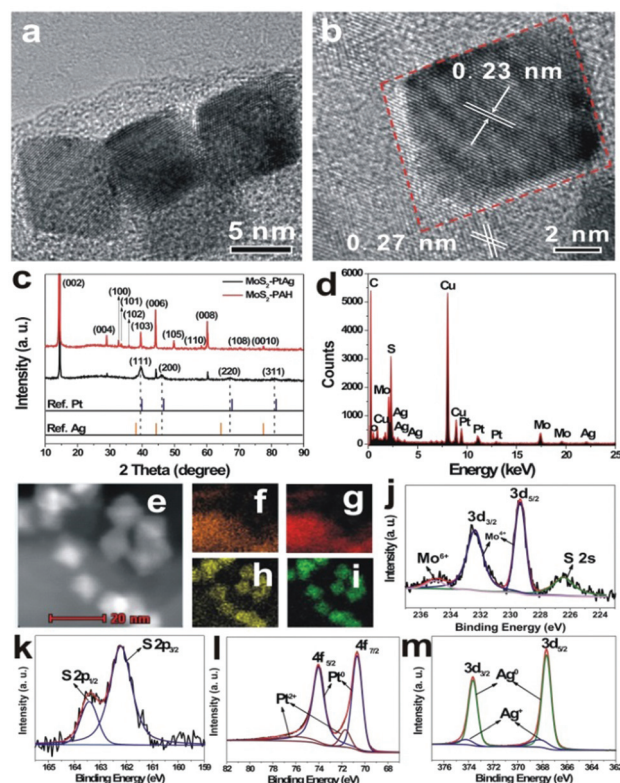 a
5 nm
b
0.23 nm
0.27 nm
2 nm
c
Intensity (a. u.)
MoS₂-PtAg
MoS₂-PAH
(002)
(100)
(101)
(102)
(004)
(103)
(006)
(105)
(110)
(008)
(108)
(0010)
(111)
(200)
(220)
(311)
Ref. Pt
Ref. Ag
10 20 30 40 50 60 70 80 90
2 Theta (degree)
d
Counts
6000
5000
4000
3000
2000
1000
0
C
Cu
S
Mo
Cu
Ag
Ag
Ag
Cu
Pt
Pt
Pt
Mo
Mo
Ag
0 5 10 15 20 25
Energy (keV)
e
20 nm
f
g
h
i
j
Intensity (a. u.)
3d₅/₂
3d₃/₂
Mo⁴⁺
Mo⁶⁺
S 2s
236 234 232 230 228 226 224
Binding Energy (eV)
k
Intensity (a. u.)
S 2p₃/₂
S 2p₁/₂
165 164 163 162 161 160 159
Binding Energy (eV)
l
Intensity (a. u.)
4f ₅/₂
4f ₇/₂
Pt⁰
Pt²⁺
82 80 78 76 74 72 70 68
Binding Energy (eV)
m
Intensity (a. u.)
3d₃/₂
3d₅/₂
Ag⁰
Ag⁺
376 374 372 370 368 366 364 362
Binding Energy (eV)